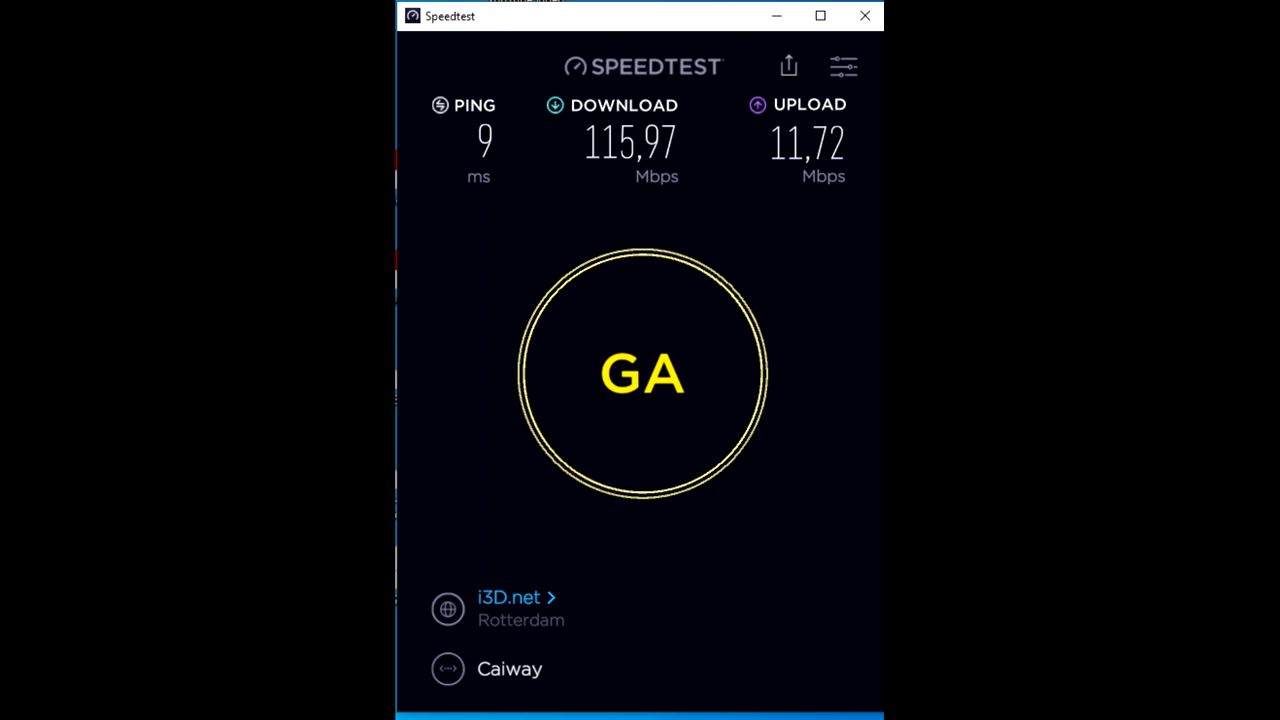 Speedtest
SPEEDTEST
PING
DOWNLOAD
UPLOAD
9
115,97
11,72
ms
Mbps
Mbps
GA
i3D.net
Rotterdam
Caiway